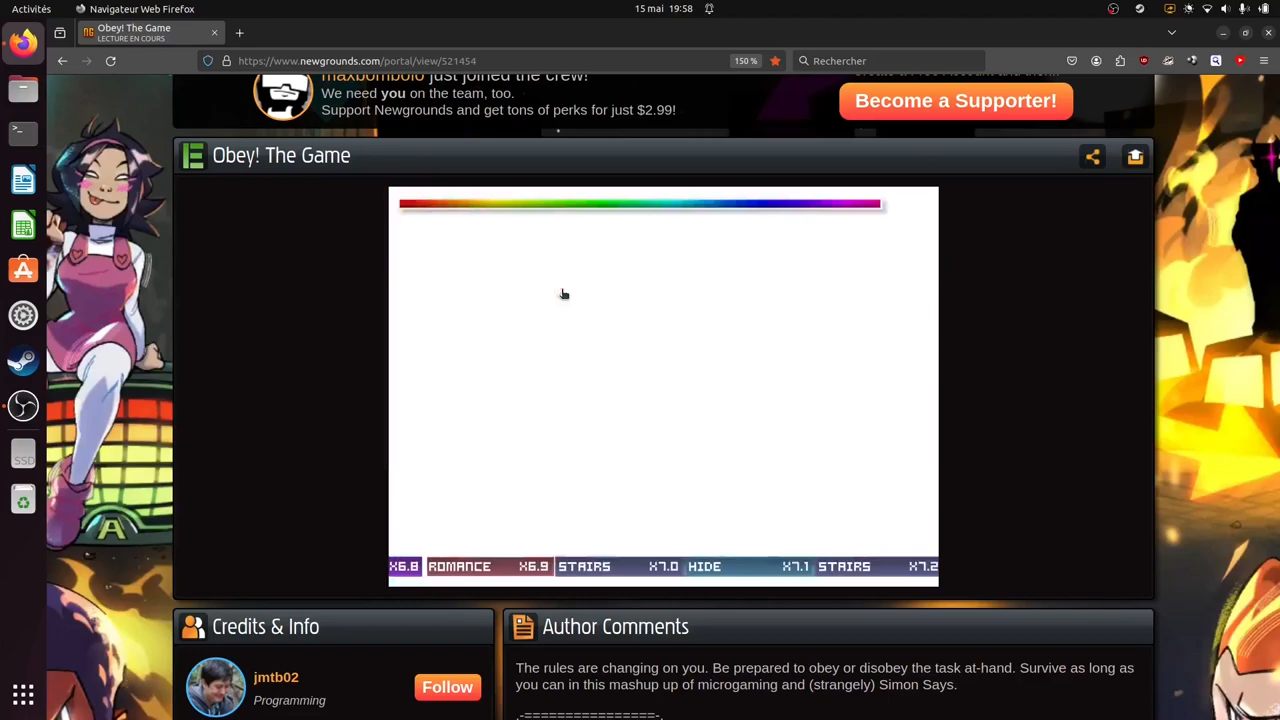 Activités
Navigateur Web Firefox
15 mai 19:58
Obey! The Game
LECTURE EN COURS
https://www.newgrounds.com/portal/view/521454
150 %
Rechercher
maxbombolo just joined the crew!
We need you on the team, too.
Support Newgrounds and get tons of perks for just $2.99!
Become a Supporter!
E Obey! The Game
X6.8 ROMANCE X6.9 STAIRS X7.0 HIDE X7.1 STAIRS X7.2
SSD
A
Credits & Info
Author Comments
jmtb02
Programming
Follow
The rules are changing on you. Be prepared to obey or disobey the task at-hand. Survive as long as
you can in this mashup of microgaming and (strangely) Simon Says.
.-===============-.